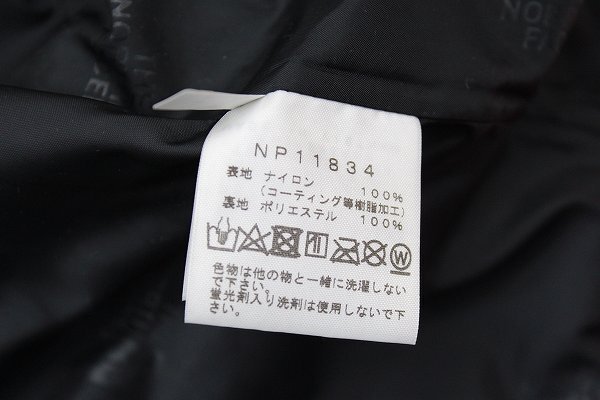 NP11834
表地 ナイロン 100%
(コーティング等樹脂加工)
裏地 ポリエステル 100%
W
色物は他の物と一緒に洗濯しない
で下さい。
蛍光剤入り洗剤は使用しないで下
さい。